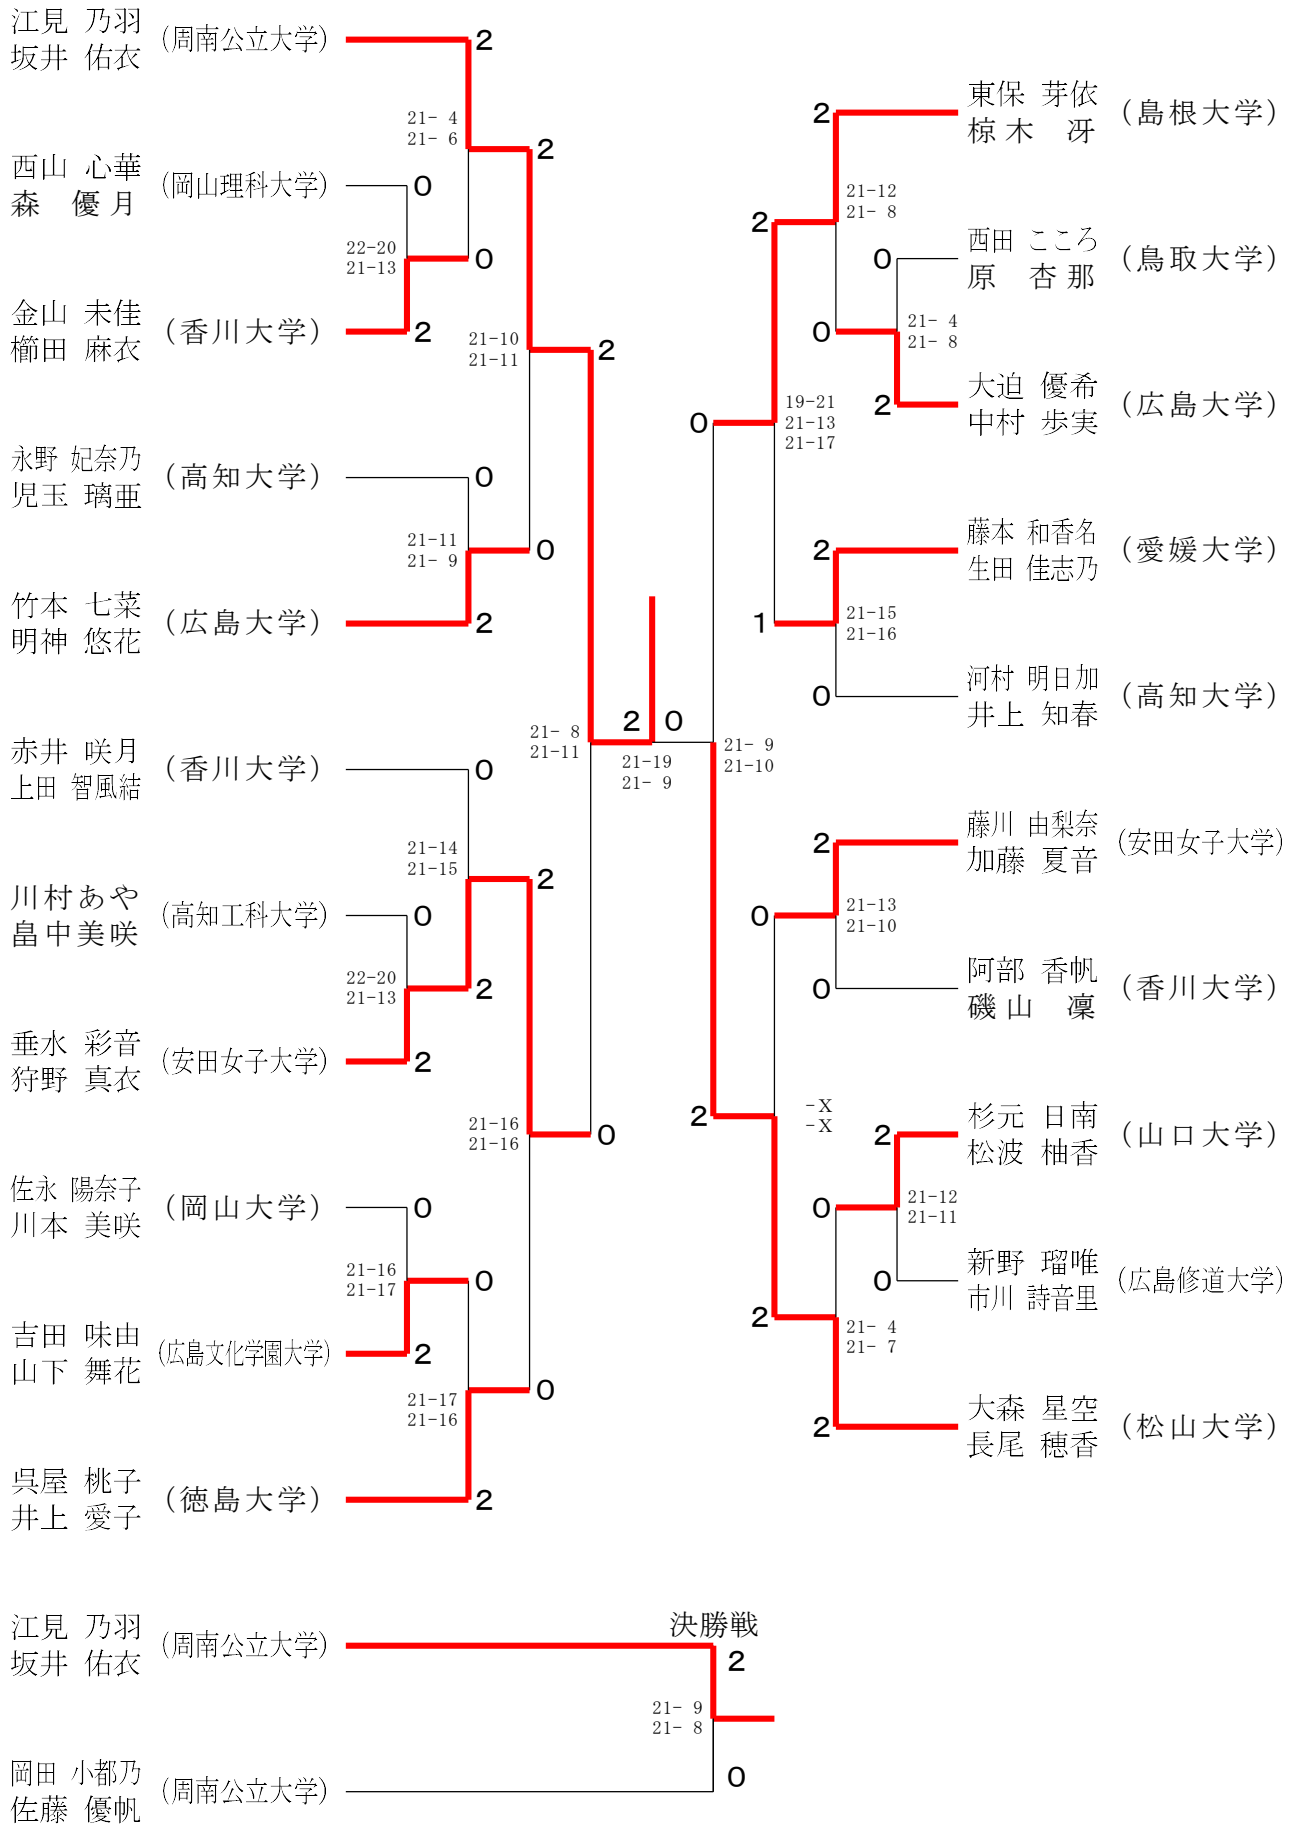 江見 乃羽
坂井 佑衣
(周南公立大学)
2
21- 4
21- 6
2
西山 心華
森 優月
(岡山理科大学)
0
22-20
21-13
0
金山 未佳
櫛田 麻衣
(香川大学)
2
21-10
21-11
2
永野 妃奈乃
児玉 璃亜
(高知大学)
0
21-11
21- 9
0
竹本 七菜
明神 悠花
(広島大学)
2
21- 8
21-11
赤井 咲月
上田 智風結
(香川大学)
0
21-14
21-15
2
川村あや
畠中美咲
(高知工科大学)
0
22-20
21-13
2
垂水 彩音
狩野 真衣
(安田女子大学)
2
21-16
21-16
0
佐永 陽奈子
川本 美咲
(岡山大学)
0
21-16
21-17
0
吉田 味由
山下 舞花
(広島文化学園大学)
2
21-17
21-16
0
呉屋 桃子
井上 愛子
(徳島大学)
2
2 0
21-19
21- 9
2
東保 芽依
椋木 冴
(島根大学)
21-12
21- 8
2
0
西田 こころ
原 杏那
(鳥取大学)
0
21- 4
21- 8
2
大迫 優希
中村 歩実
(広島大学)
0
19-21
21-13
21-17
2
藤本 和香名
生田 佳志乃
(愛媛大学)
1
21-15
21-16
0
河村 明日加
井上 知春
(高知大学)
21- 9
21-10
2
藤川 由梨奈
加藤 夏音
(安田女子大学)
0
21-13
21-10
0
阿部 香帆
磯山 凜
(香川大学)
2
-X
-X
2
杉元 日南
松波 柚香
(山口大学)
0
21-12
21-11
0
新野 瑠唯
市川 詩音里
(広島修道大学)
2
21- 4
21- 7
2
大森 星空
長尾 穂香
(松山大学)
決勝戦
江見 乃羽
坂井 佑衣
(周南公立大学)
2
21- 9
21- 8
岡田 小都乃
佐藤 優帆
(周南公立大学)
0